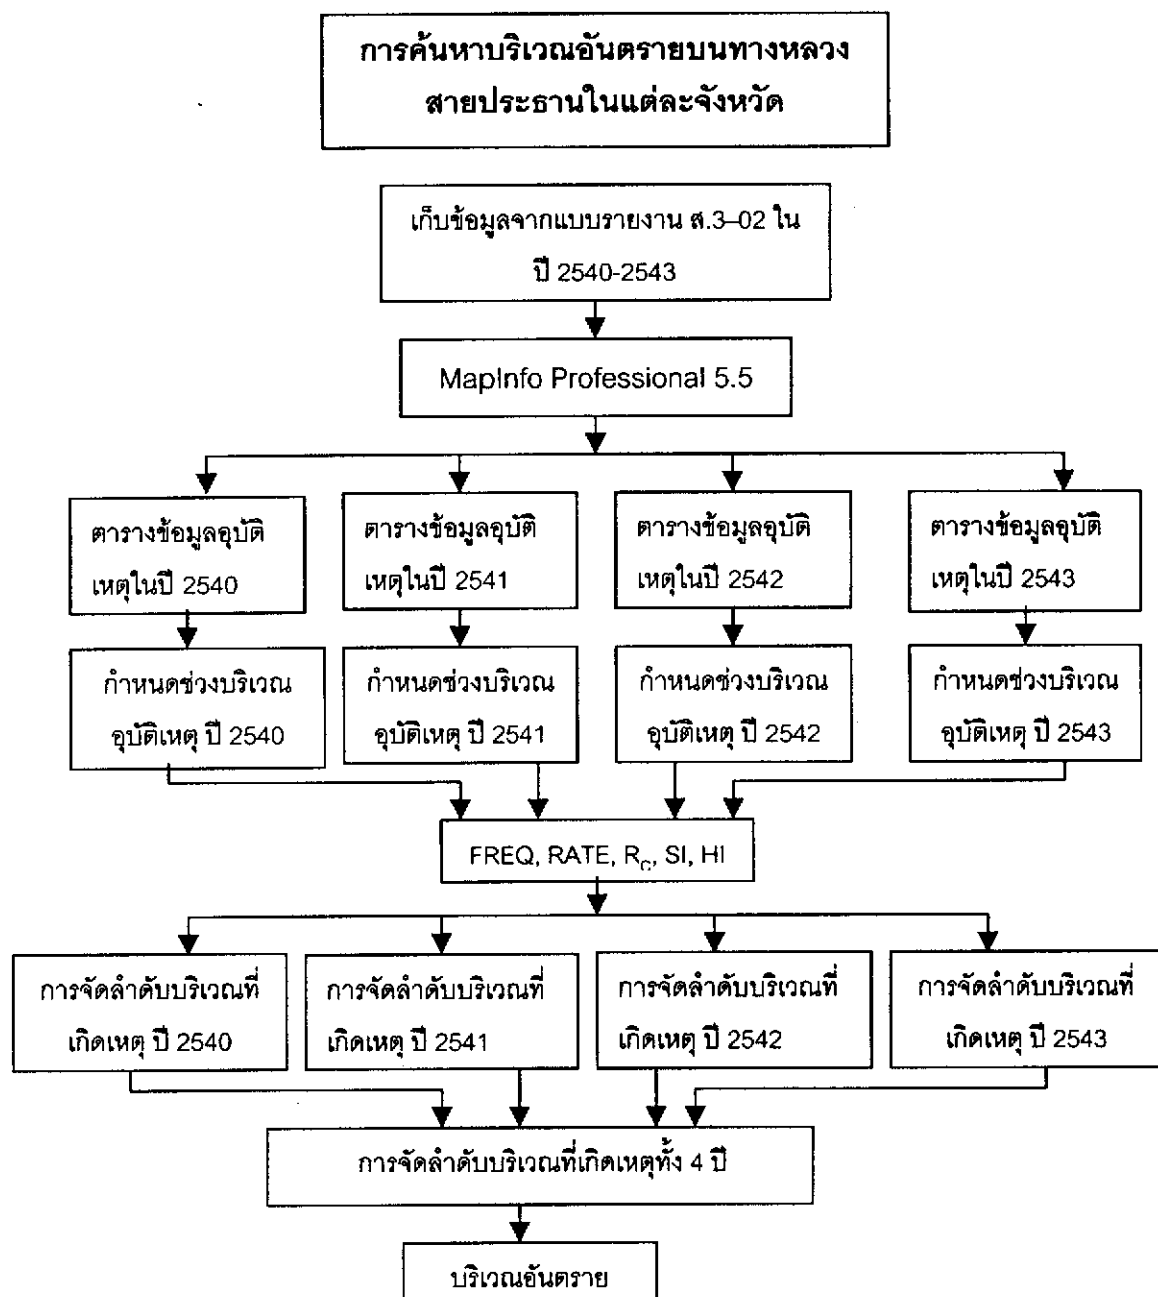 การค้นหาบริเวณอันตรายบนทางหลวง
สายประธานในแต่ละจังหวัด
เก็บข้อมูลจากแบบรายงาน ส.3–02 ใน
ปี 2540-2543
MapInfo Professional 5.5
ตารางข้อมูลอุบัติ
เหตุในปี 2540
ตารางข้อมูลอุบัติ
เหตุในปี 2541
ตารางข้อมูลอุบัติ
เหตุในปี 2542
ตารางข้อมูลอุบัติ
เหตุในปี 2543
กำหนดช่วงบริเวณ
อุบัติเหตุ ปี 2540
กำหนดช่วงบริเวณ
อุบัติเหตุ ปี 2541
กำหนดช่วงบริเวณ
อุบัติเหตุ ปี 2542
กำหนดช่วงบริเวณ
อุบัติเหตุ ปี 2543
FREQ, RATE, R_C, SI, HI
การจัดลำดับบริเวณที่
เกิดเหตุ ปี 2540
การจัดลำดับบริเวณที่
เกิดเหตุ ปี 2541
การจัดลำดับบริเวณที่
เกิดเหตุ ปี 2542
การจัดลำดับบริเวณที่
เกิดเหตุ ปี 2543
การจัดลำดับบริเวณที่เกิดเหตุทั้ง 4 ปี
บริเวณอันตราย